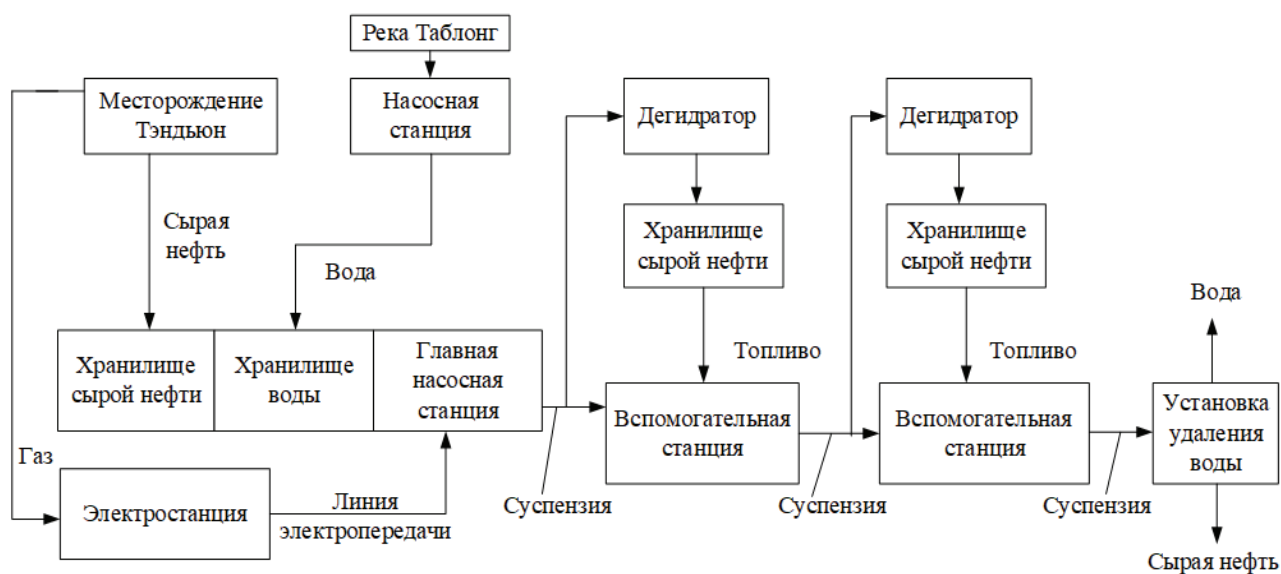 Река Таблонг
Месторождение
Тэндьюн
Насосная
станция
Дегидратор
Дегидратор
Сырая
нефть
Вода
Хранилище
сырой нефти
Хранилище
сырой нефти
Вода
Хранилище
сырой нефти
Хранилище
воды
Главная
насосная
станция
Топливо
Топливо
Вспомогательная
станция
Вспомогательная
станция
Установка
удаления
воды
Газ
Электростанция
Линия
электропередачи
Суспензия
Суспензия
Суспензия
Сырая нефть